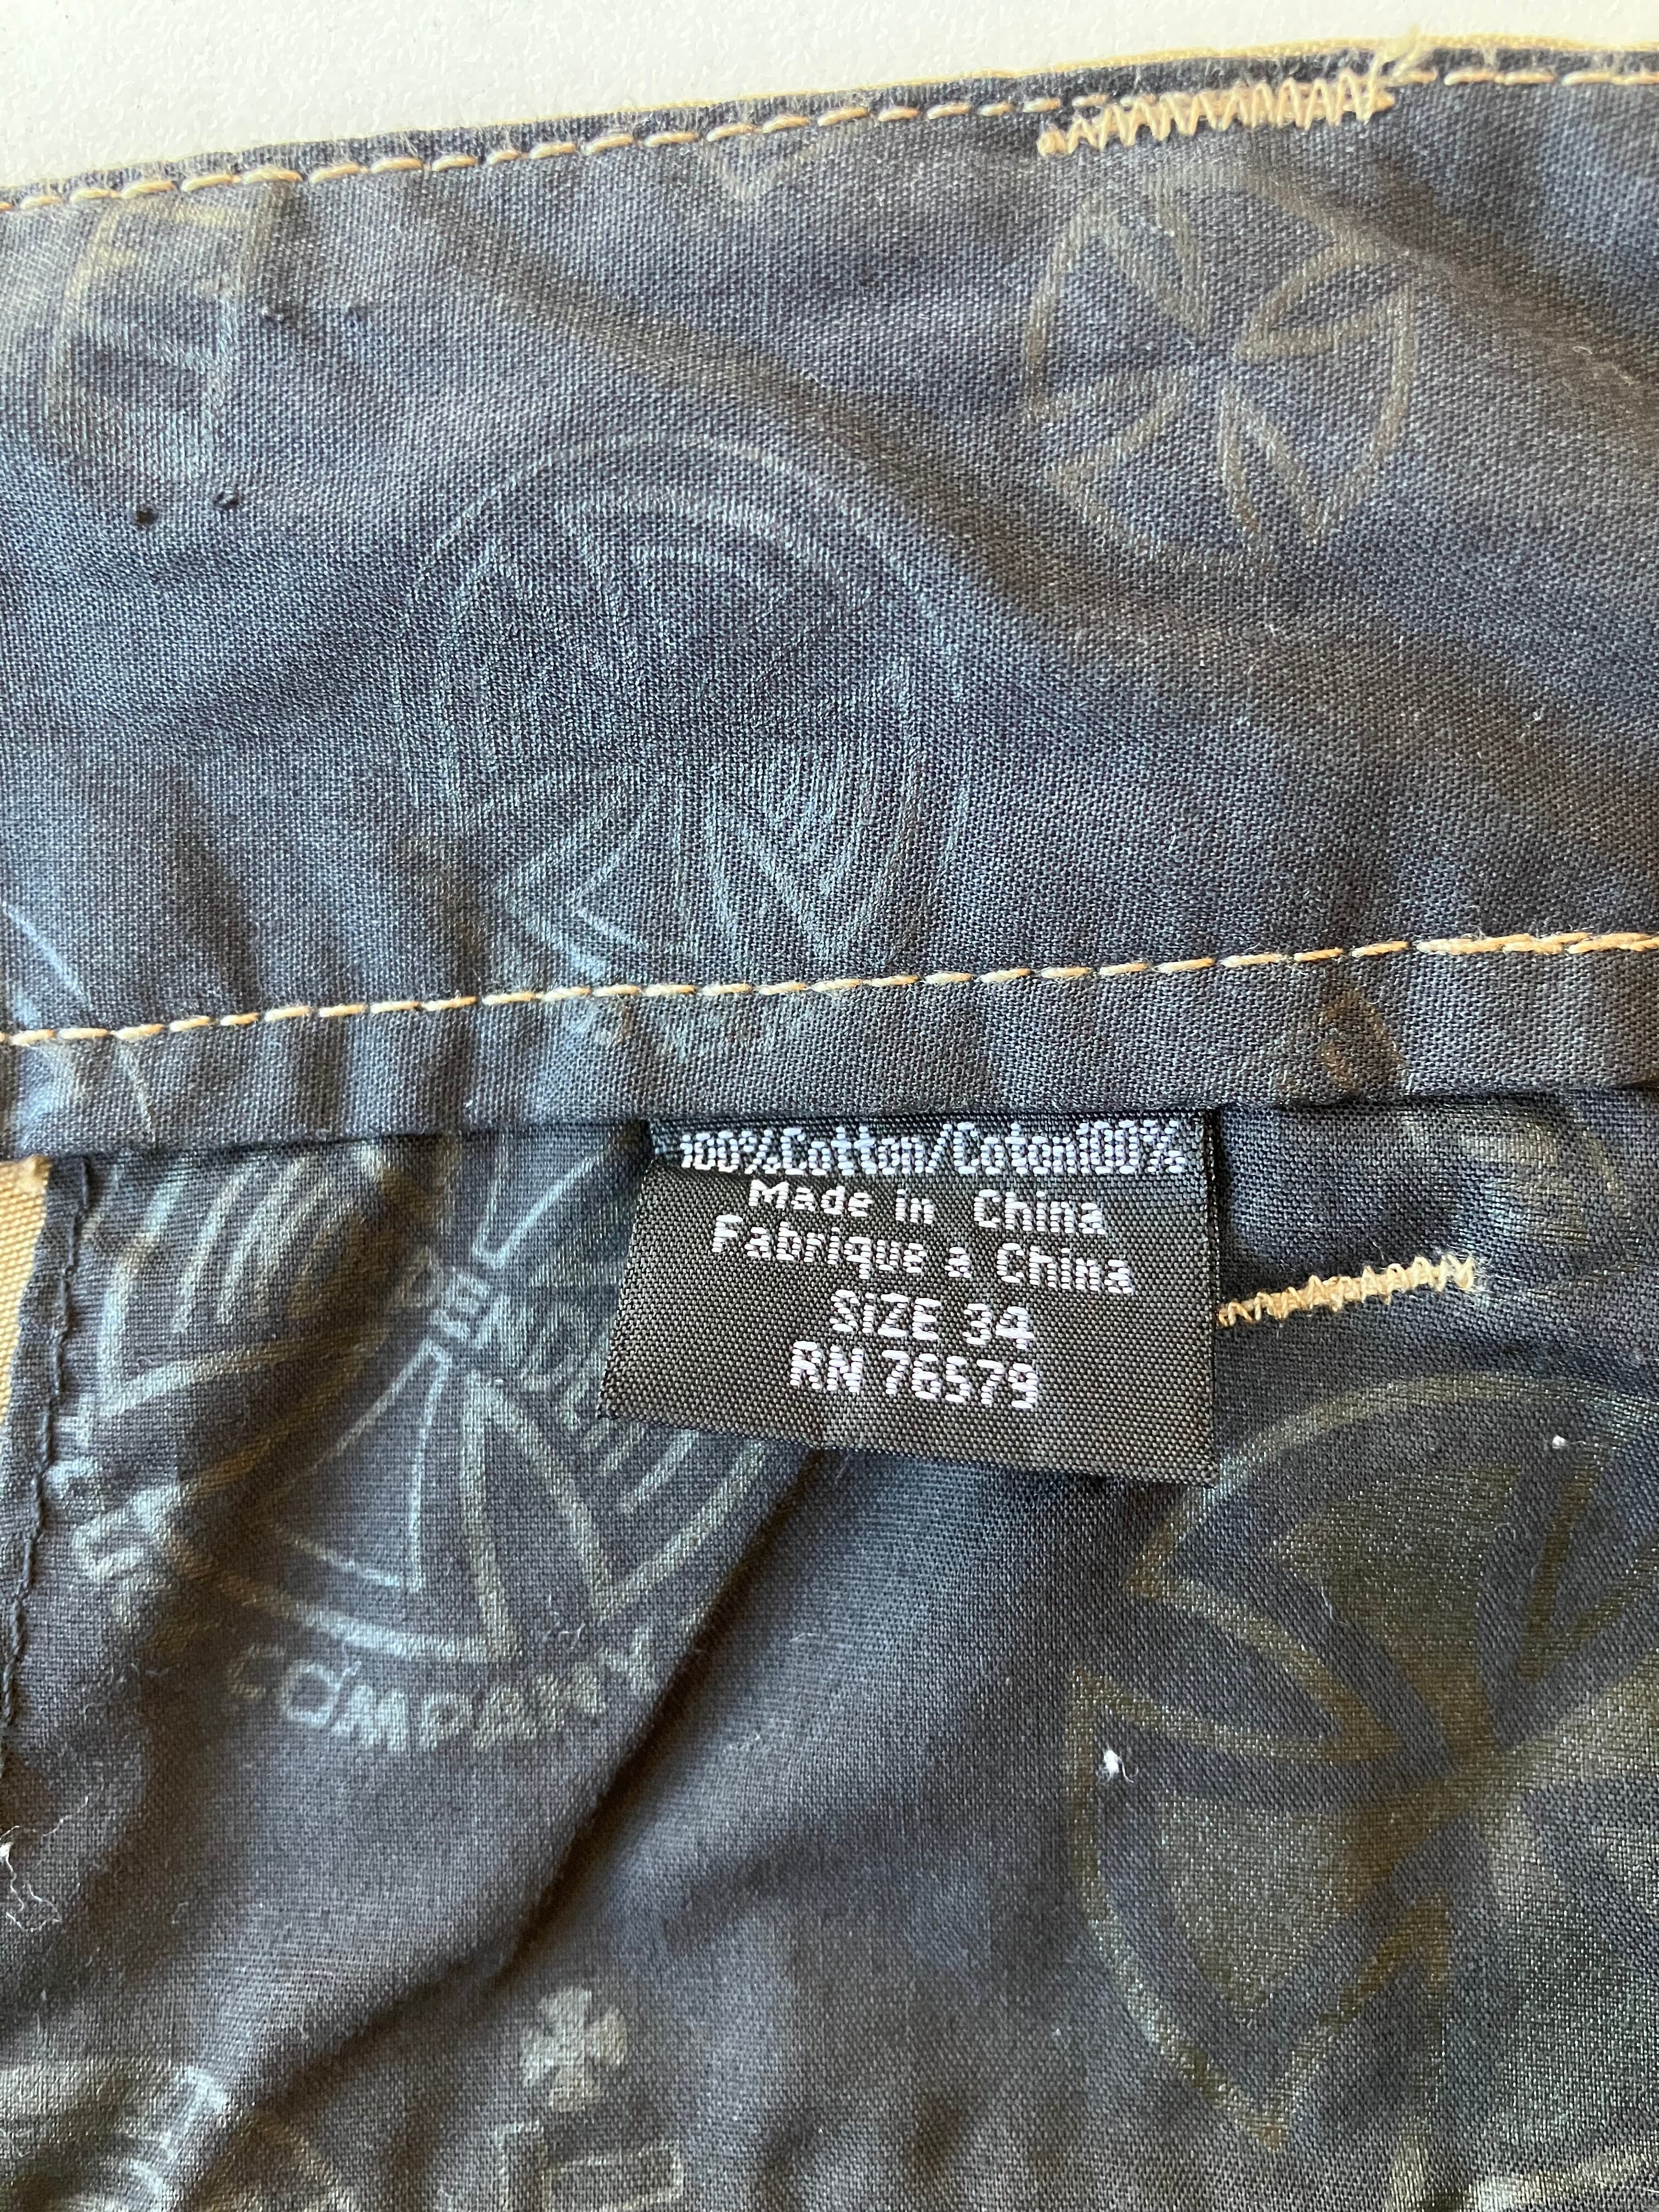 100%Cotton/Coton100%
Made in China
Fabrique a China
SiZE 34
RN 76579
COMPANY